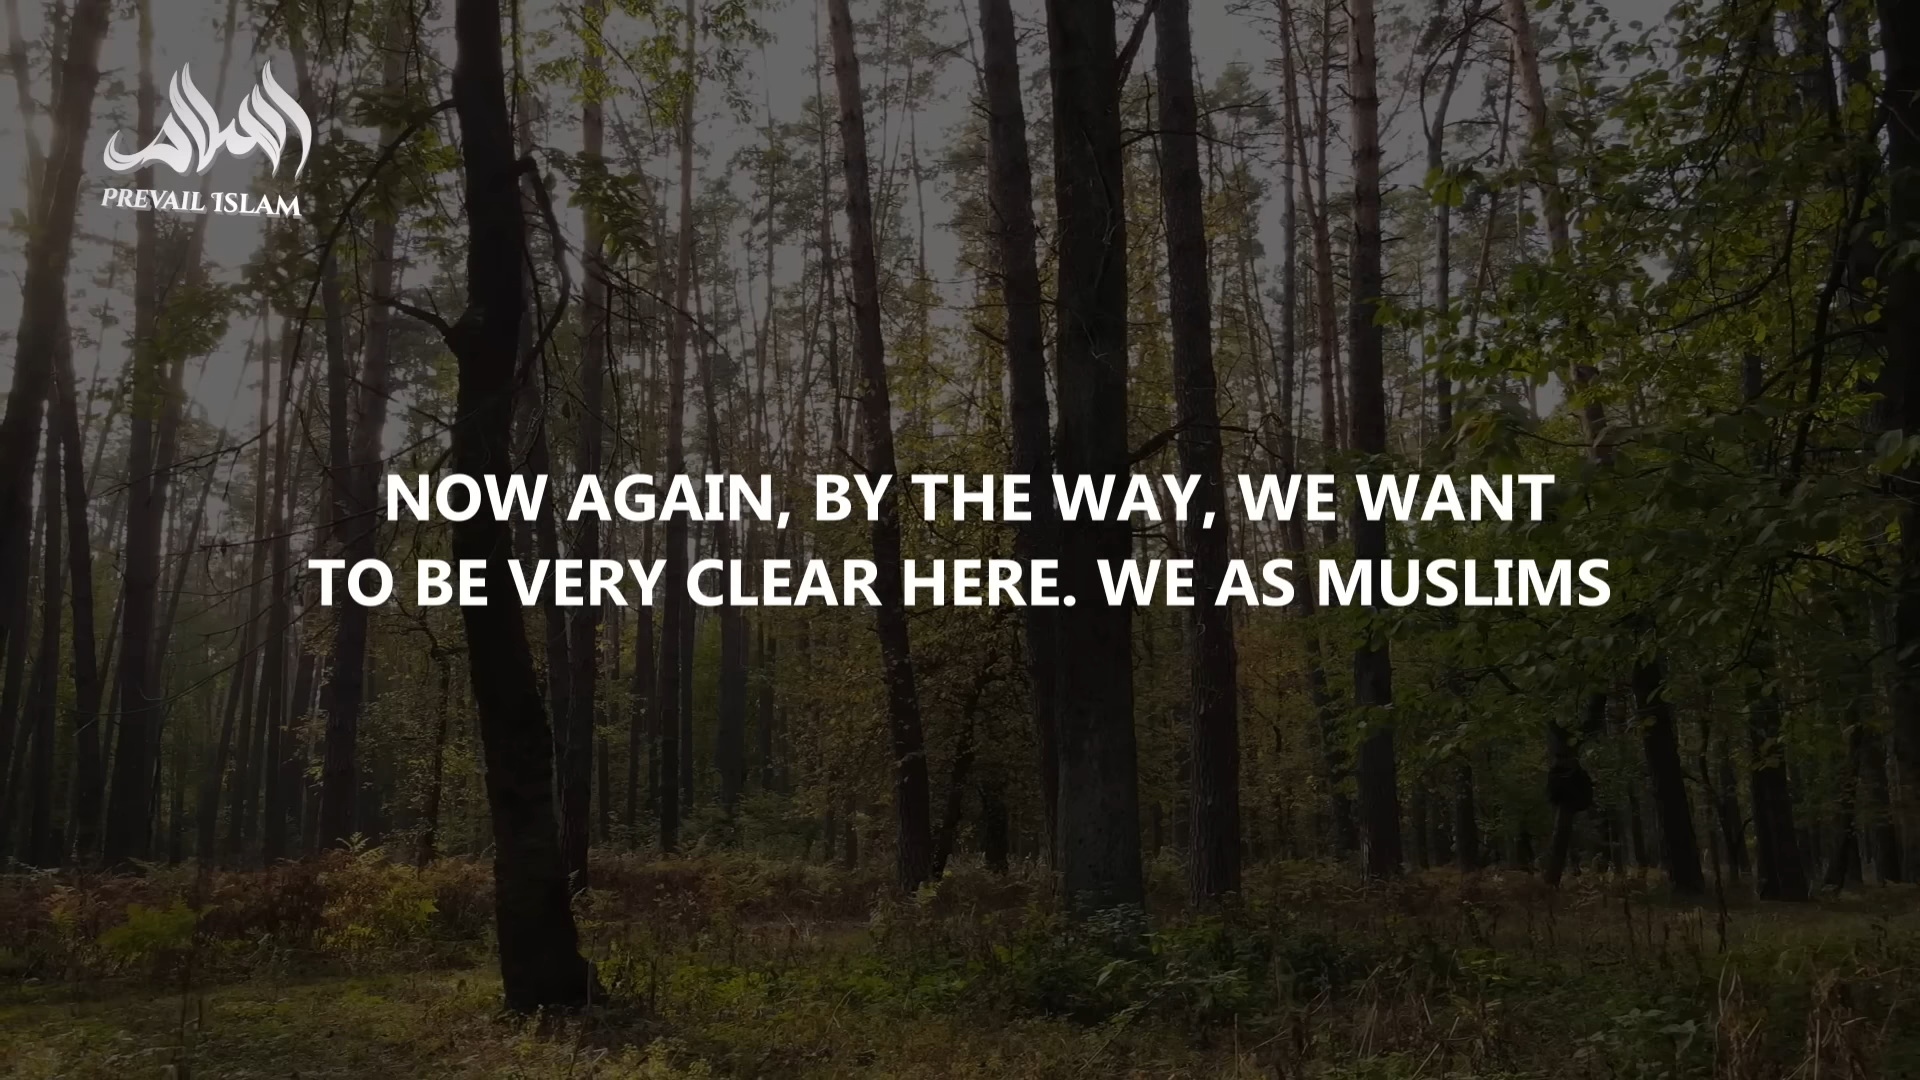 PREVAIL ISLAM
NOW AGAIN, BY THE WAY, WE WANT
TO BE VERY CLEAR HERE. WE AS MUSLIMS